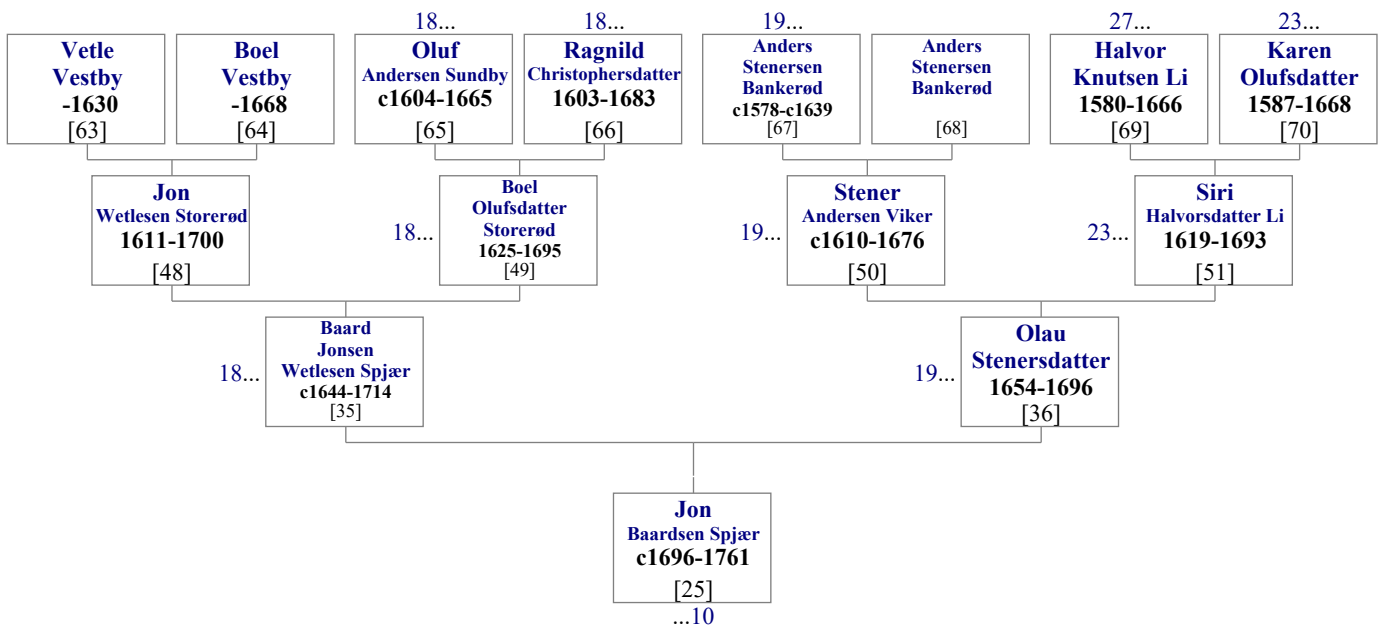 18...
18...
19...
27...
23...
Vetle
Vestby
-1630
[63]
Boel
Vestby
-1668
[64]
Oluf
Andersen Sundby
c1604-1665
[65]
Ragnild
Christophersdatter
1603-1683
[66]
Anders
Stenersen
Bankerød
c1578-c1639
[67]
Anders
Stenersen
Bankerød
[68]
Halvor
Knutsen Li
1580-1666
[69]
Karen
Olufsdatter
1587-1668
[70]
Jon
Wetlesen Storerød
1611-1700
[48]
18...
Boel
Olufsdatter
Storerød
1625-1695
[49]
19...
Stener
Andersen Viker
c1610-1676
[50]
23...
Siri
Halvorsdatter Li
1619-1693
[51]
18...
Baard
Jonsen
Wetlesen Spjær
c1644-1714
[35]
19...
Olau
Stenersdatter
1654-1696
[36]
Jon
Baardsen Spjær
c1696-1761
[25]
...10